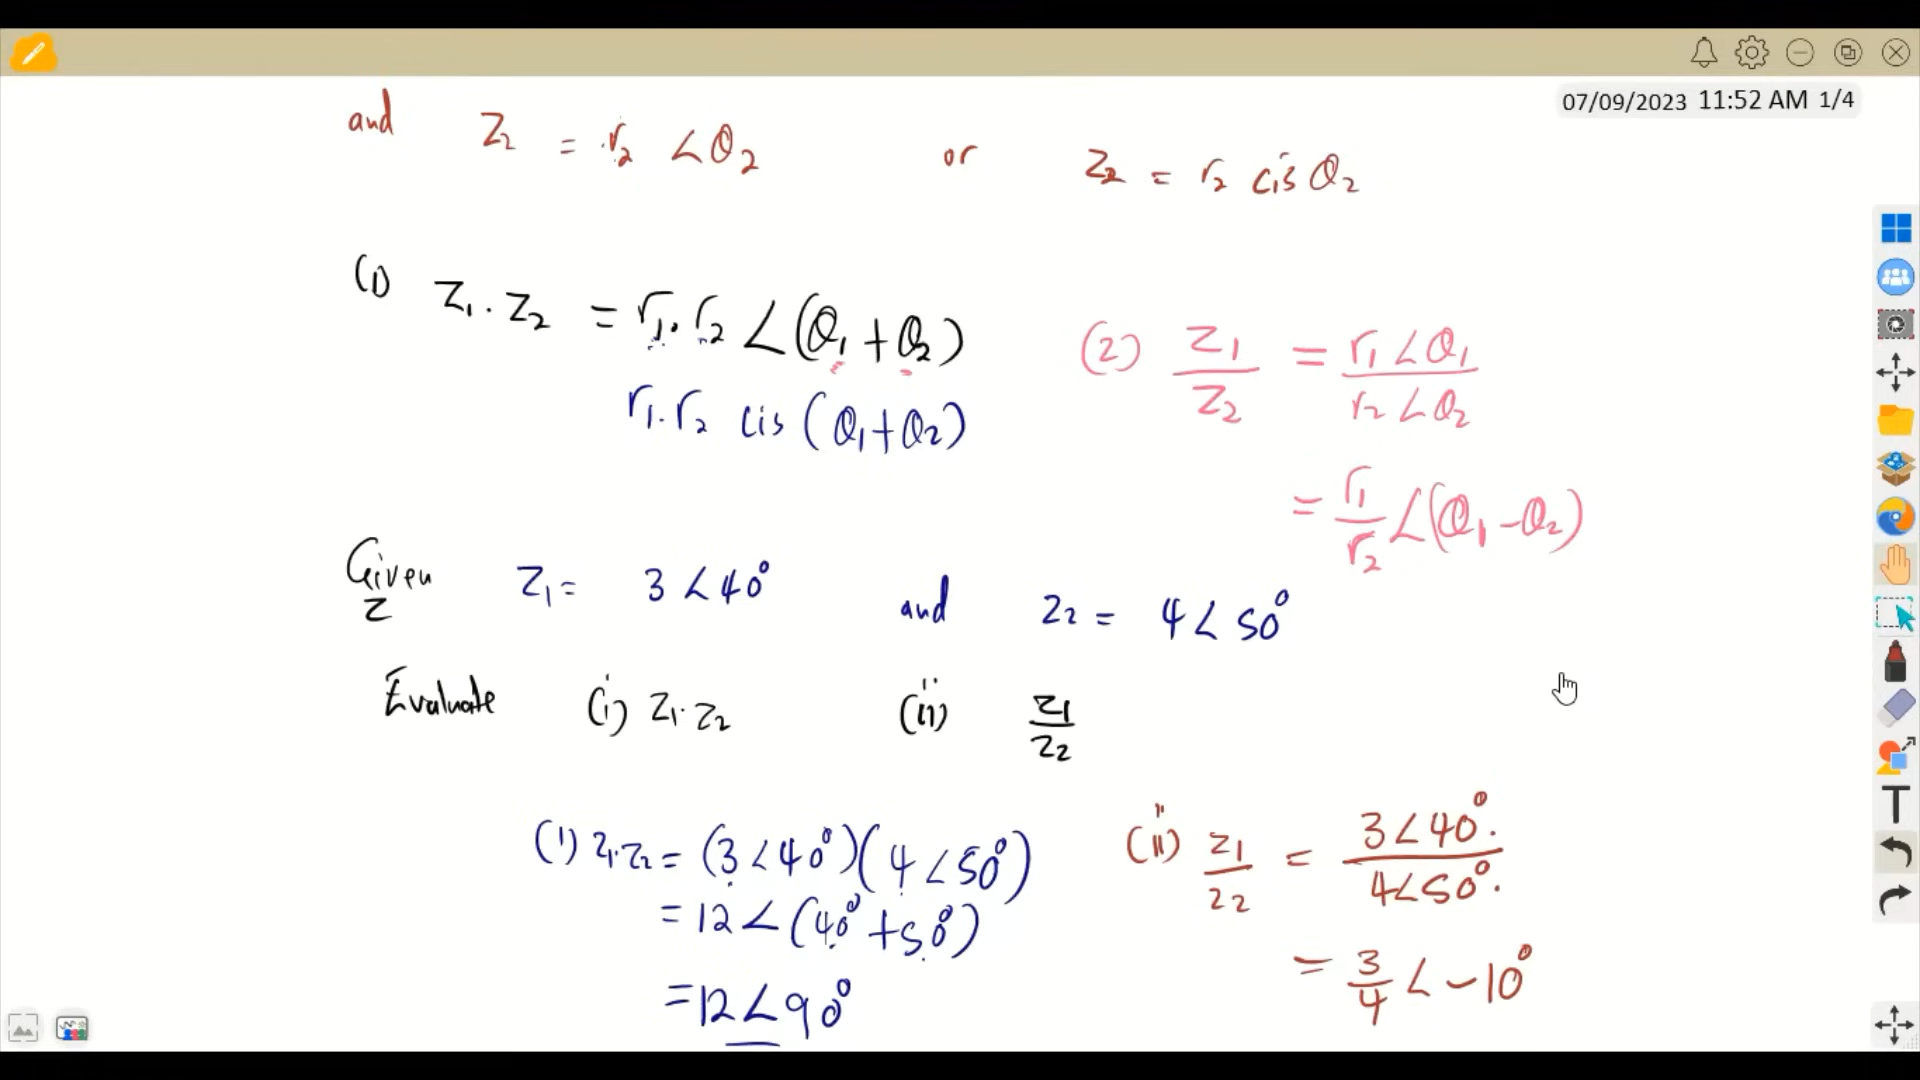 07/09/2023 11:52 AM 1/4
and Z₂ = r₂ ∠θ₂ or Z₂ = r₂ cis θ₂
(1) Z₁ . Z₂ = r₁. r₂ ∠(θ₁ + θ₂)
r₁. r₂ cis (θ₁+θ₂)
(2) Z₁/Z₂ = r₁ ∠θ₁ / r₂ ∠θ₂
= r₁/r₂ ∠(θ₁ - θ₂)
Given Z₁ = 3 ∠40° and Z₂ = 4∠ 50°
Z
Evaluate (i) Z₁. Z₂ (ii) Z₁/Z₂
(1) Z₁.Z₂ = (3 ∠40°)(4 ∠50°)
= 12 ∠ (40° + 50°)
= 12 ∠ 90°
(ii) Z₁/Z₂ = 3∠40° / 4∠50°
= 3/4 ∠ -10°
T